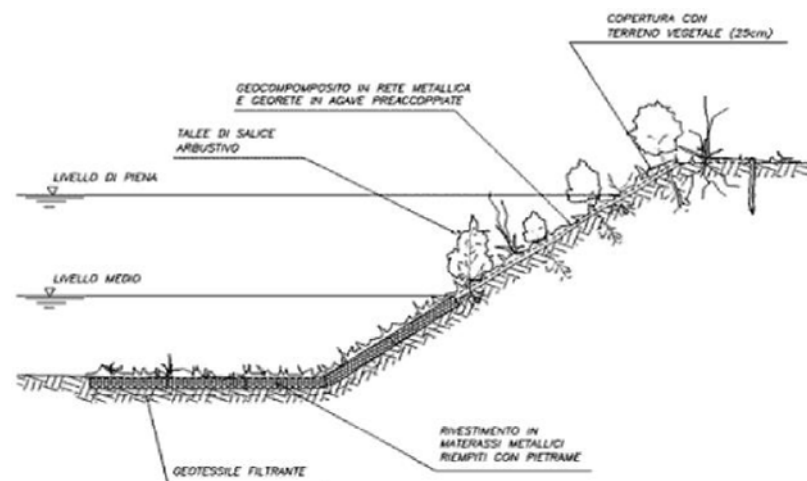 COPERTURA CON
TERRENO VEGETALE (25cm)
GEOCOMPOMPOSITO IN RETE METALLICA
E GEORETE IN AGAVE PREACCOPPIATE
TALEE DI SALICE
ARBUSTIVO
LIVELLO DI PIENA
LIVELLO MEDIO
RIVESTIMENTO IN
MATERASSI METALLICI
RIEMPITI CON PIETRAME
GEOTESSILE FILTRANTE